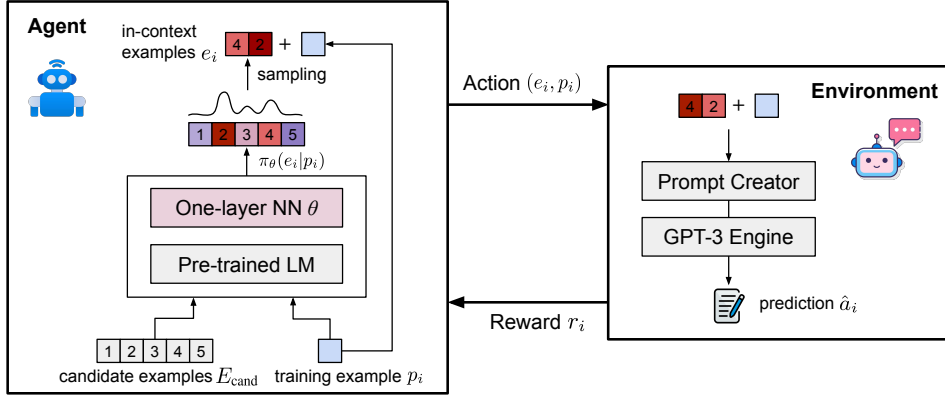 Agent
in-context
examples e_i
4 2 +
sampling
1 2 3 4 5
π_θ(e_i|p_i)
One-layer NN θ
Pre-trained LM
1 2 3 4 5
candidate examples E_cand
training example p_i
Action (e_i, p_i)
Reward r_i
Environment
4 2 +
Prompt Creator
GPT-3 Engine
prediction â_i